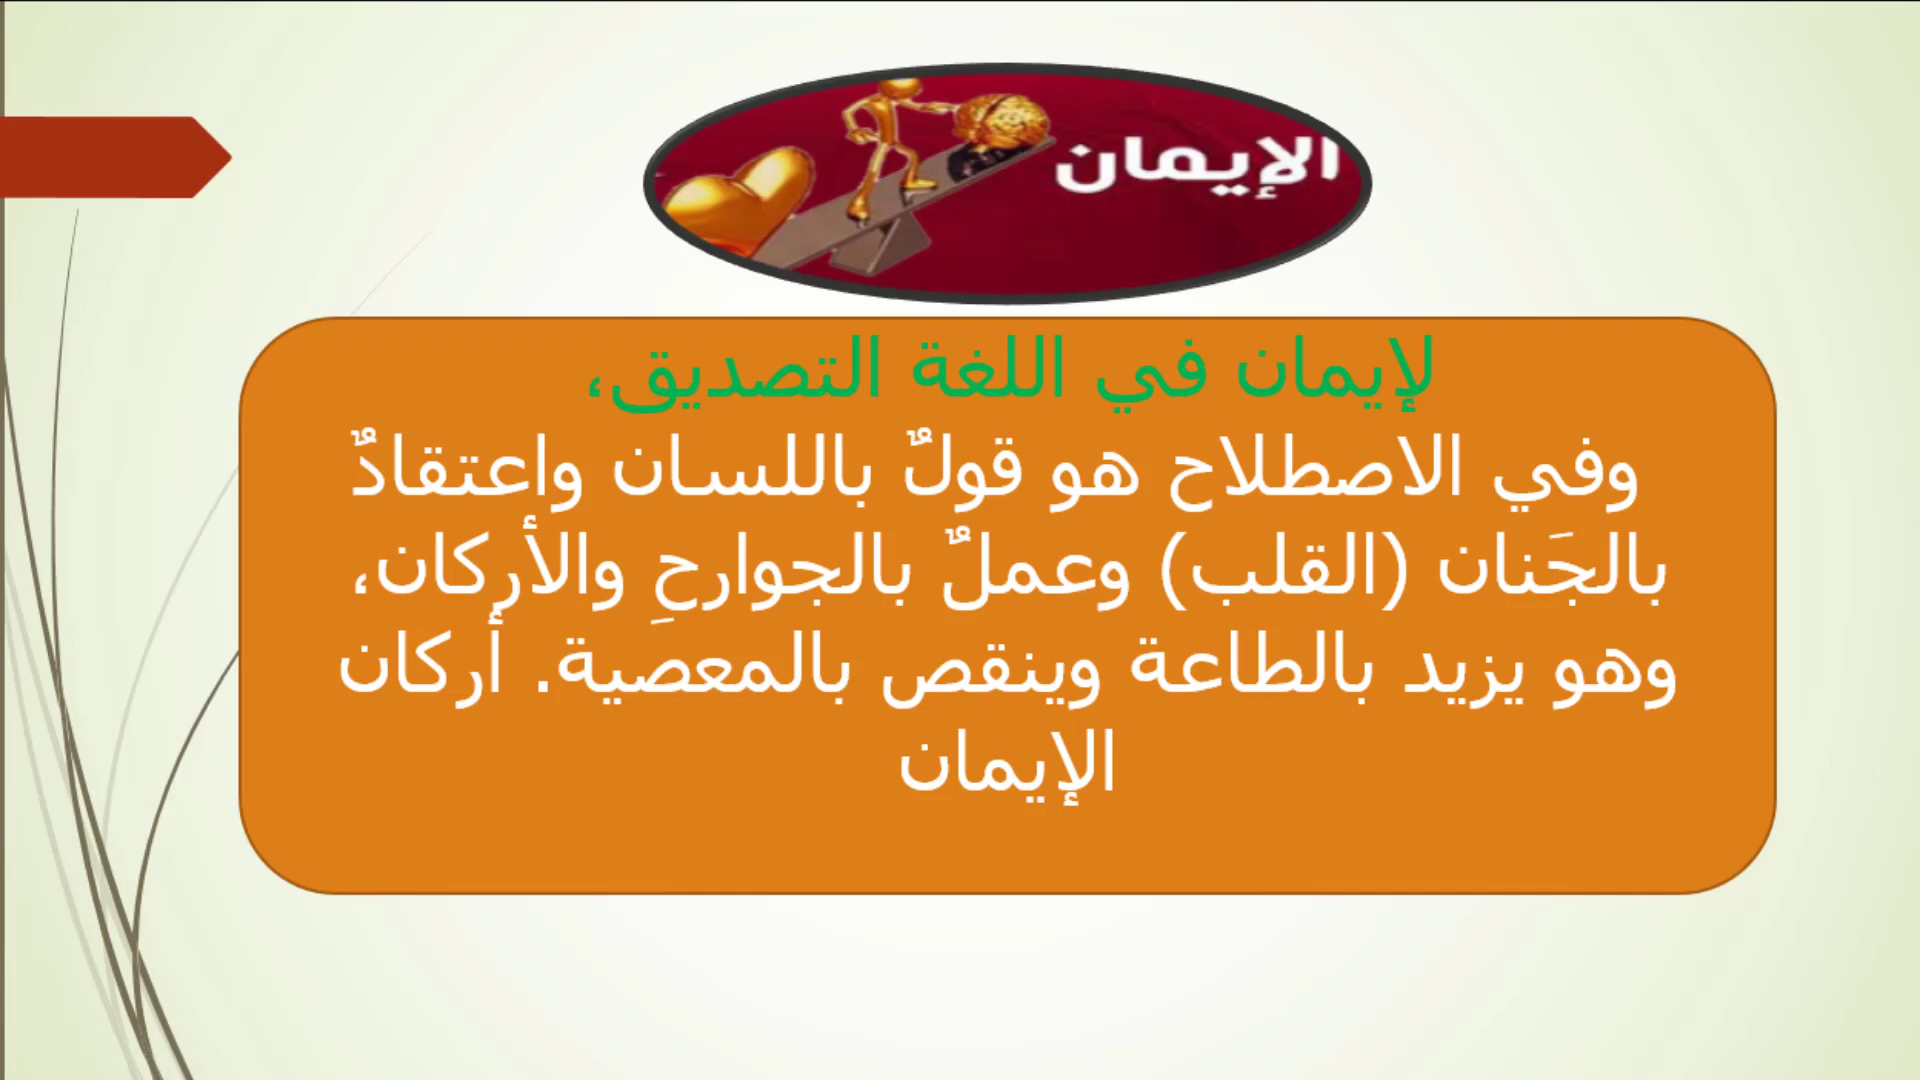 الإيمان
لإيمان في اللغة التصديق،
وفي الاصطلاح هو قولٌ باللسان واعتقادٌ
بالجَنان (القلب) وعملٌ بالجوارحِ والأركان،
وهو يزيد بالطاعة وينقص بالمعصية. أركان
الإيمان